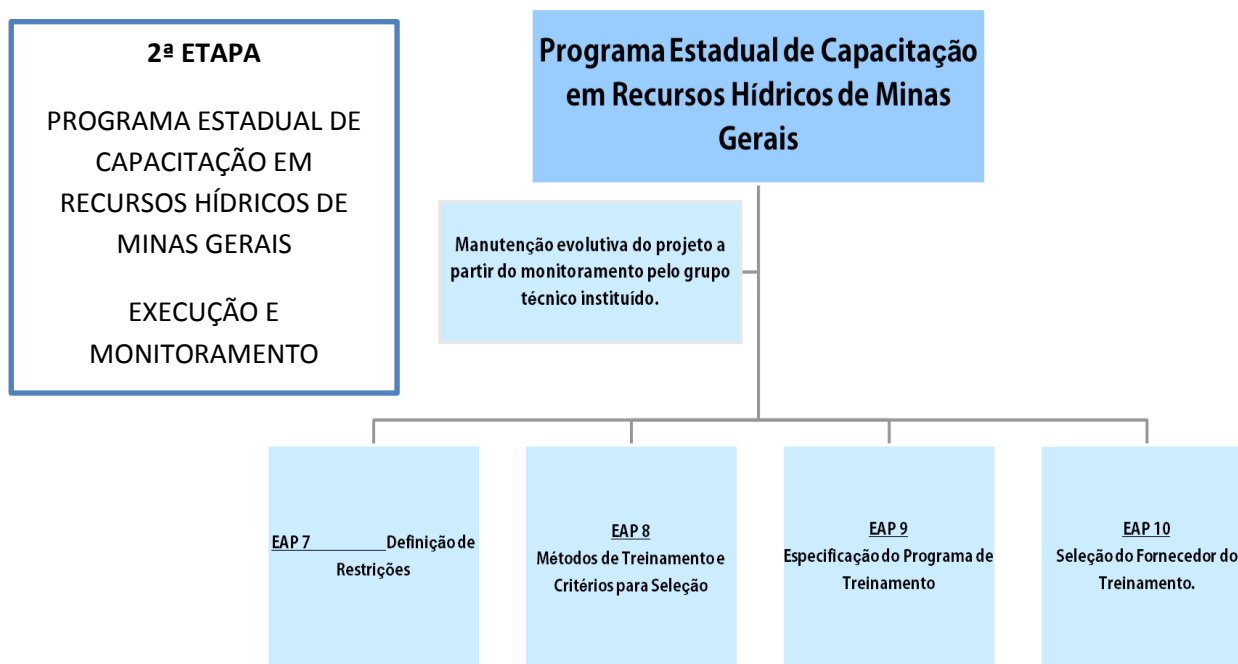 2ª ETAPA
PROGRAMA ESTADUAL DE
CAPACITAÇÃO EM
RECURSOS HÍDRICOS DE
MINAS GERAIS
EXECUÇÃO E
MONITORAMENTO
Programa Estadual de Capacitação
em Recursos Hídricos de Minas
Gerais
Manutenção evolutiva do projeto a
partir do monitoramento pelo grupo
técnico instituído.
EAP 7 Definição de
Restrições
EAP 8
Métodos de Treinamento e
Critérios para Seleção
EAP 9
Especificação do Programa de
Treinamento
EAP 10
Seleção do Fornecedor do
Treinamento.